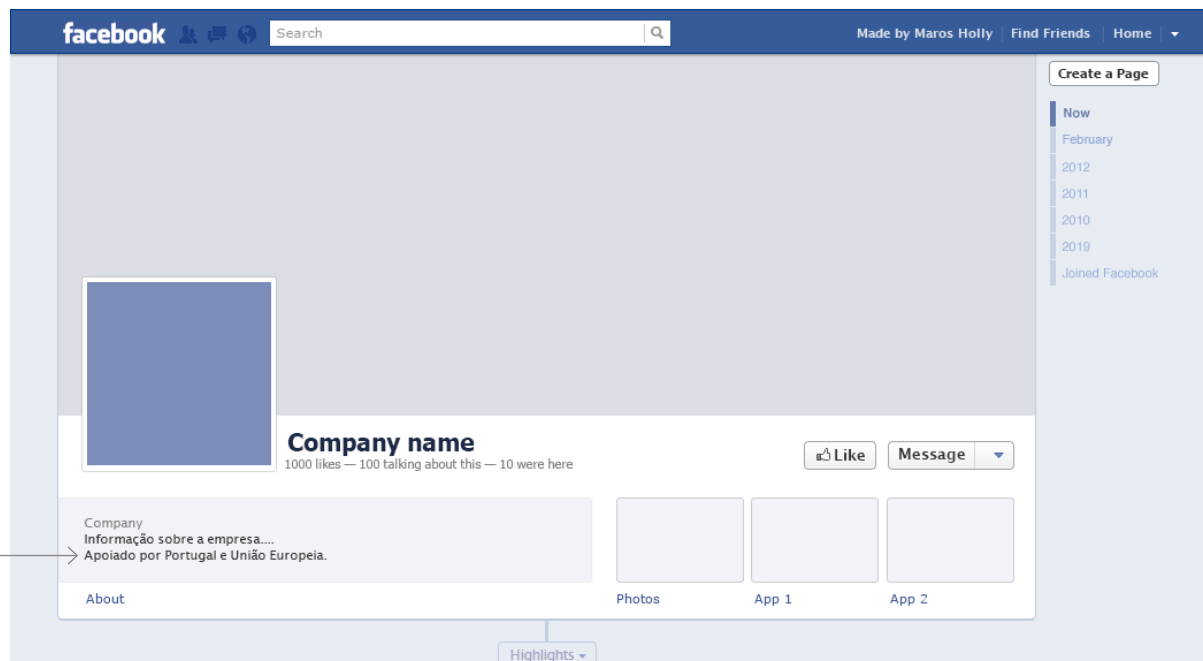 facebook
Search
Made by Maros Holly
Find Friends
Home
Create a Page
Now
February
2012
2011
2010
2019
Joined Facebook
Company name
1000 likes — 100 talking about this — 10 were here
Like
Message
Company
Informação sobre a empresa....
Apoiado por Portugal e União Europeia.
About
Photos
App 1
App 2
Highlights